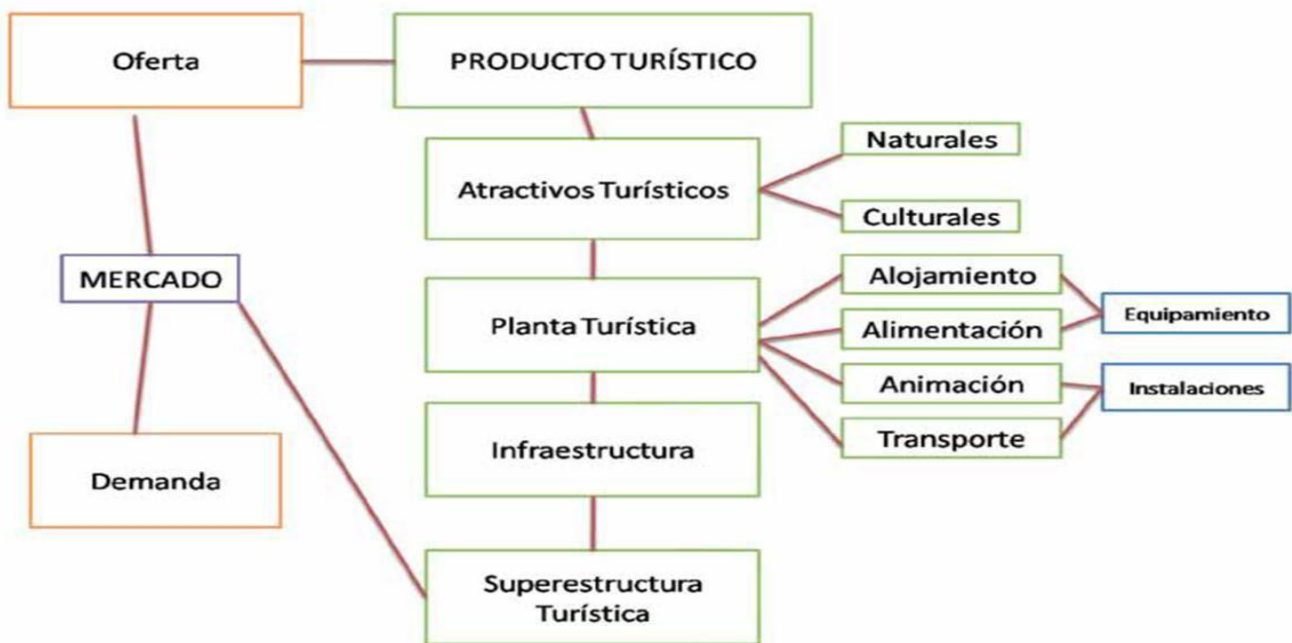 Oferta
PRODUCTO TURÍSTICO
Atractivos Turísticos
Naturales
Culturales
MERCADO
Planta Turística
Alojamiento
Alimentación
Animación
Transporte
Equipamiento
Instalaciones
Infraestructura
Demanda
Superestructura
Turística